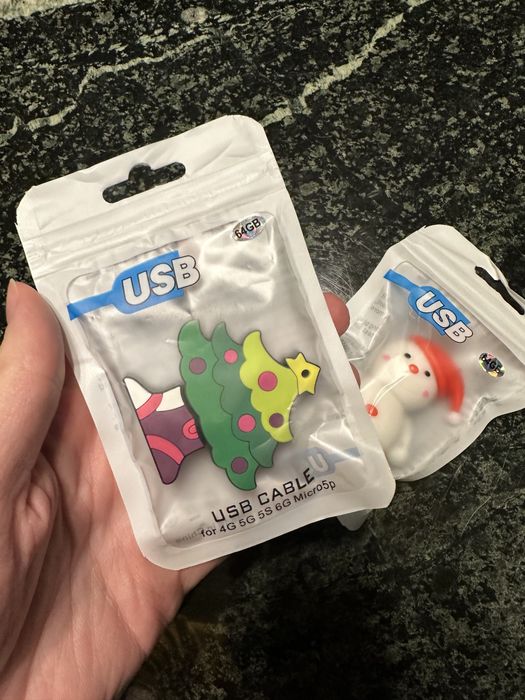 64GB
USB
USB CABLE
for 4G 5G 5S 6G Micro5p
USB